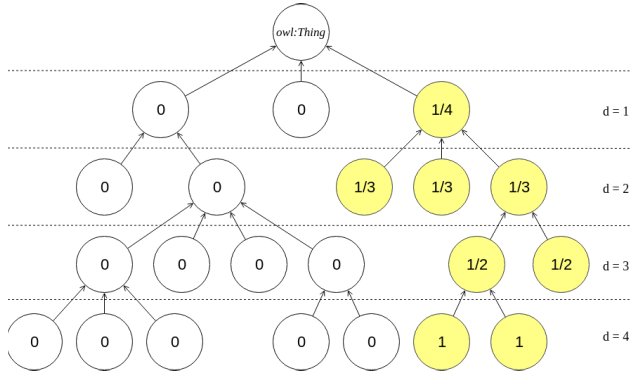 owl:Thing
0 0 1/4 d = 1
0 0 1/3 1/3 1/3 d = 2
0 0 0 0 1/2 1/2 d = 3
0 0 0 0 0 1 1 d = 4